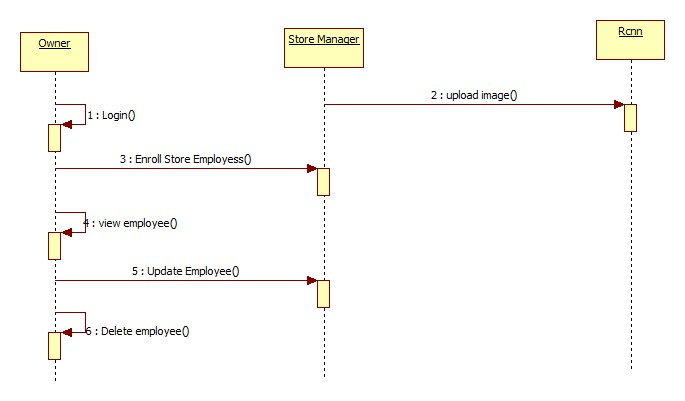 Owner
Store Manager
Rcnn
2 : upload image()
1 : Login()
3 : Enroll Store Employess()
4 : view employee()
5 : Update Employee()
6 : Delete employee()